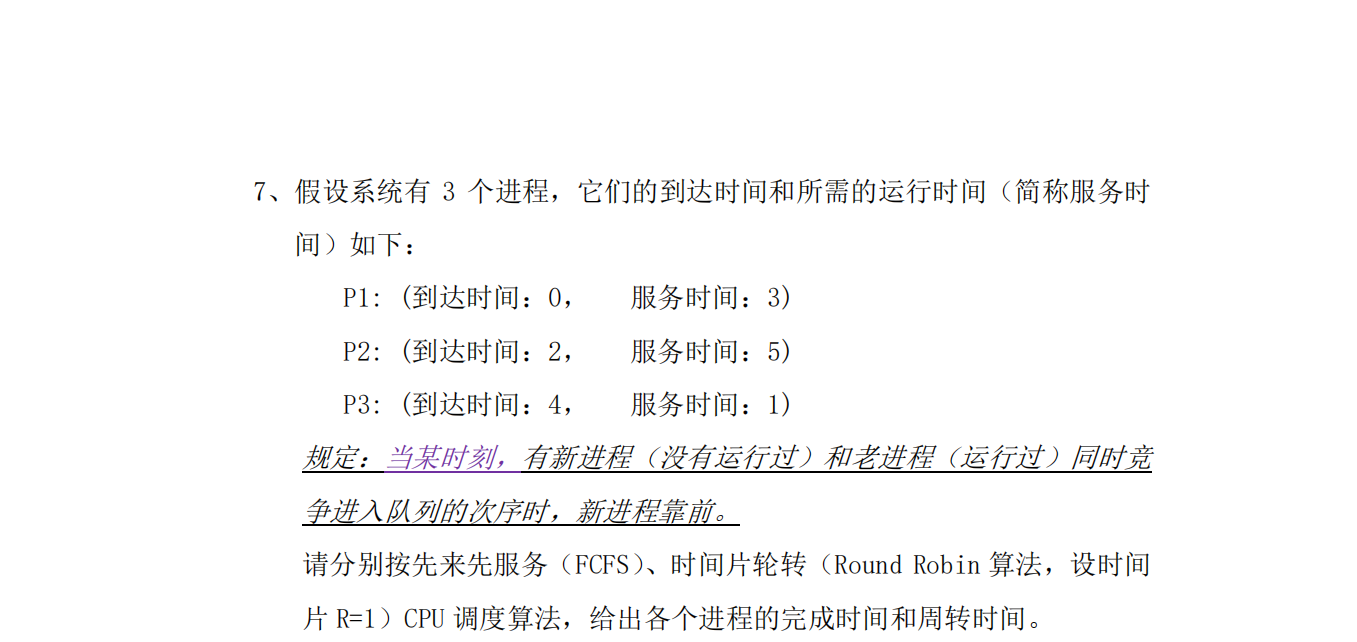 7、假设系统有 3 个进程，它们的到达时间和所需的运行时间（简称服务时
间）如下：
P1: (到达时间：0， 服务时间：3)
P2: (到达时间：2， 服务时间：5)
P3: (到达时间：4， 服务时间：1)
规定：当某时刻，有新进程（没有运行过）和老进程（运行过）同时竞
争进入队列的次序时，新进程靠前。
请分别按先来先服务（FCFS）、时间片轮转（Round Robin 算法，设时间
片 R=1）CPU 调度算法，给出各个进程的完成时间和周转时间。